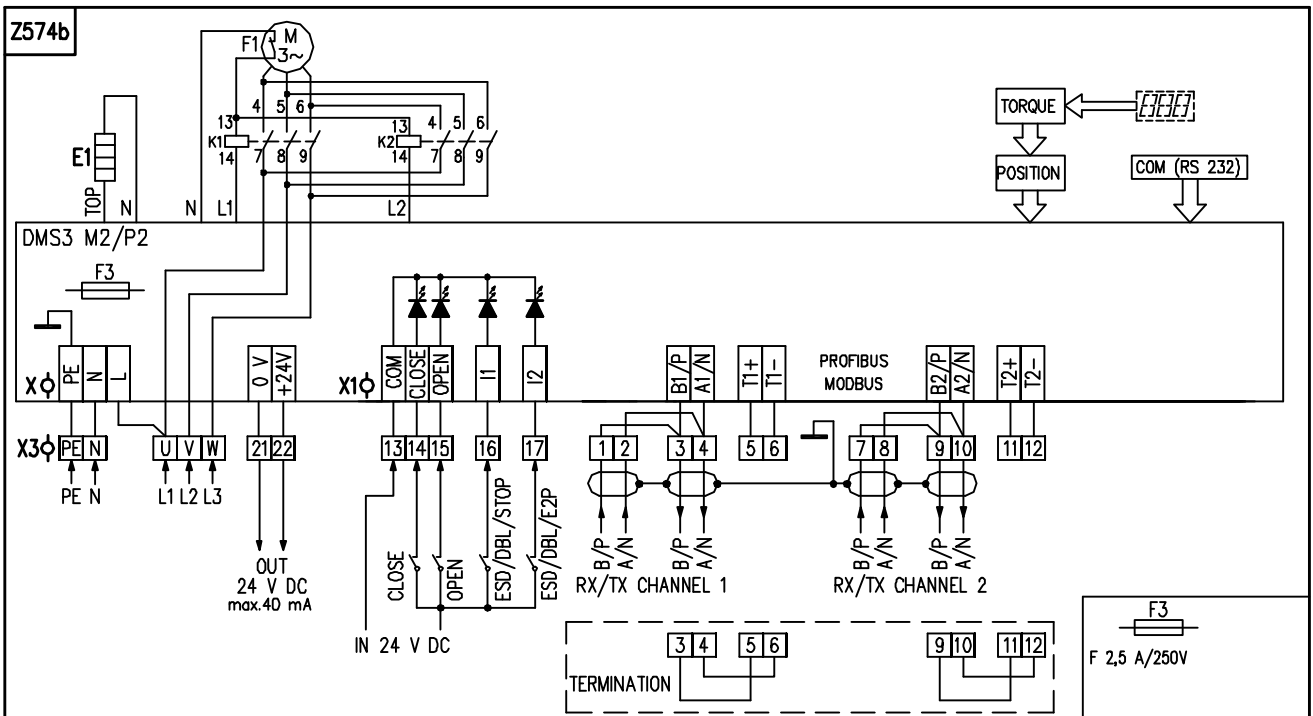 Z574b
F1 M
3~
4 5 6
4 5 6
13
K1
14 7 8 9
13
K2
14 7 8 9
E1
TOP N N L1 L2
TORQUE
POSITION
COM (RS 232)
DMS3 M2/P2
F3
X PE N L
0 V +24V
X1 COM CLOSE OPEN I1 I2
B1/P A1/N T1+ T1-
PROFIBUS
MODBUS
B2/P A2/N T2+ T2-
X3 PE N U V W 21 22 13 14 15 16 17 1 2 3 4 5 6 7 8 9 10 11 12
PE N L1 L2 L3
OUT
24 V DC
max.40 mA
CLOSE OPEN ESD/DBL/STOP ESD/DBL/E2P
IN 24 V DC
B/P A/N B/P A/N
RX/TX CHANNEL 1
B/P A/N B/P A/N
RX/TX CHANNEL 2
3 4 5 6 9 10 11 12
TERMINATION
F3
F 2,5 A/250V